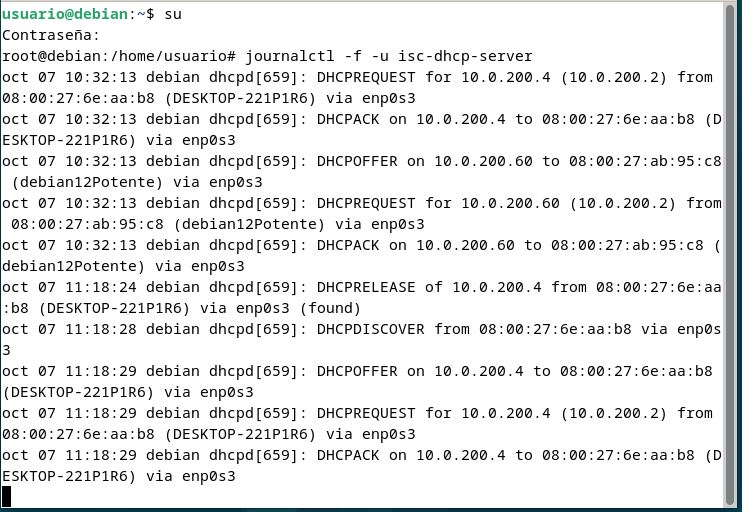 usuario@debian:~$ su
Contraseña:
root@debian:/home/usuario# journalctl -f -u isc-dhcp-server
oct 07 10:32:13 debian dhcpd[659]: DHCPREQUEST for 10.0.200.4 (10.0.200.2) from
08:00:27:6e:aa:b8 (DESKTOP-221P1R6) via enp0s3
oct 07 10:32:13 debian dhcpd[659]: DHCPACK on 10.0.200.4 to 08:00:27:6e:aa:b8 (D
ESKTOP-221P1R6) via enp0s3
oct 07 10:32:13 debian dhcpd[659]: DHCPOFFER on 10.0.200.60 to 08:00:27:ab:95:c8
 (debian12Potente) via enp0s3
oct 07 10:32:13 debian dhcpd[659]: DHCPREQUEST for 10.0.200.60 (10.0.200.2) from
 08:00:27:ab:95:c8 (debian12Potente) via enp0s3
oct 07 10:32:13 debian dhcpd[659]: DHCPACK on 10.0.200.60 to 08:00:27:ab:95:c8 (
debian12Potente) via enp0s3
oct 07 11:18:24 debian dhcpd[659]: DHCPRELEASE of 10.0.200.4 from 08:00:27:6e:aa
:b8 (DESKTOP-221P1R6) via enp0s3 (found)
oct 07 11:18:28 debian dhcpd[659]: DHCPDISCOVER from 08:00:27:6e:aa:b8 via enp0s
3
oct 07 11:18:29 debian dhcpd[659]: DHCPOFFER on 10.0.200.4 to 08:00:27:6e:aa:b8
(DESKTOP-221P1R6) via enp0s3
oct 07 11:18:29 debian dhcpd[659]: DHCPREQUEST for 10.0.200.4 (10.0.200.2) from
08:00:27:6e:aa:b8 (DESKTOP-221P1R6) via enp0s3
oct 07 11:18:29 debian dhcpd[659]: DHCPACK on 10.0.200.4 to 08:00:27:6e:aa:b8 (D
ESKTOP-221P1R6) via enp0s3